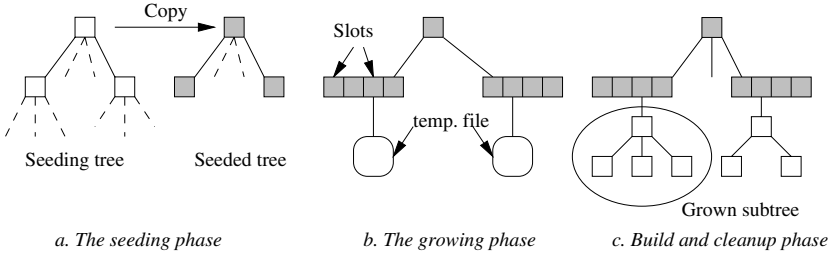 Copy
Slots
temp. file
Seeding tree
Seeded tree
Grown subtree
a. The seeding phase
b. The growing phase
c. Build and cleanup phase